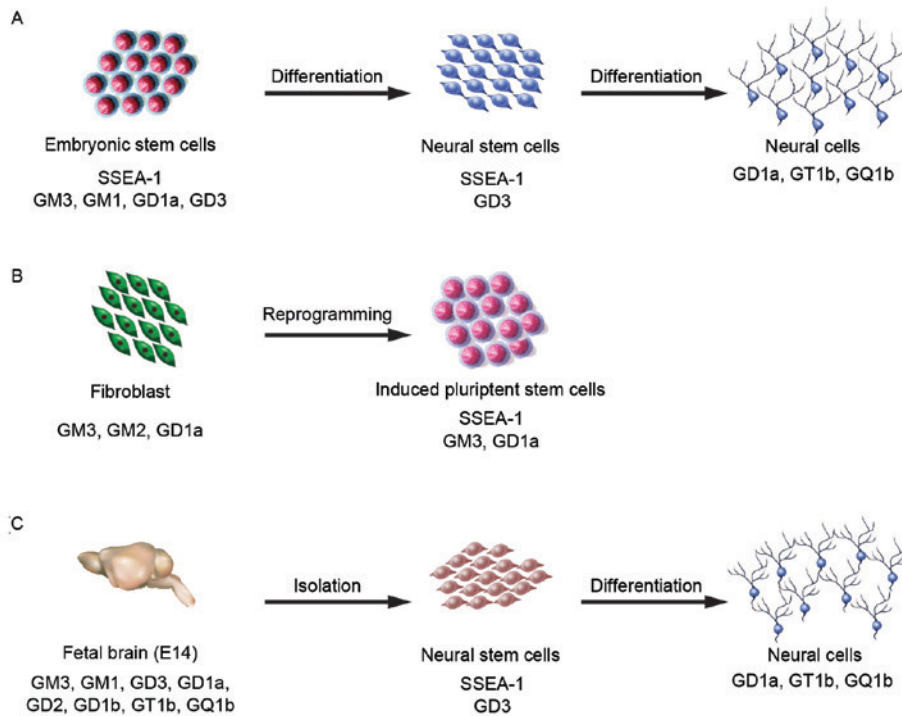 A
Differentiation
Differentiation
Embryonic stem cells
Neural stem cells
Neural cells
SSEA-1
GM3, GM1, GD1a, GD3
SSEA-1
GD3
GD1a, GT1b, GQ1b
B
Reprogramming
Fibroblast
Induced pluriptent stem cells
GM3, GM2, GD1a
SSEA-1
GM3, GD1a
C
Isolation
Differentiation
Fetal brain (E14)
Neural stem cells
Neural cells
GM3, GM1, GD3, GD1a,
GD2, GD1b, GT1b, GQ1b
SSEA-1
GD3
GD1a, GT1b, GQ1b